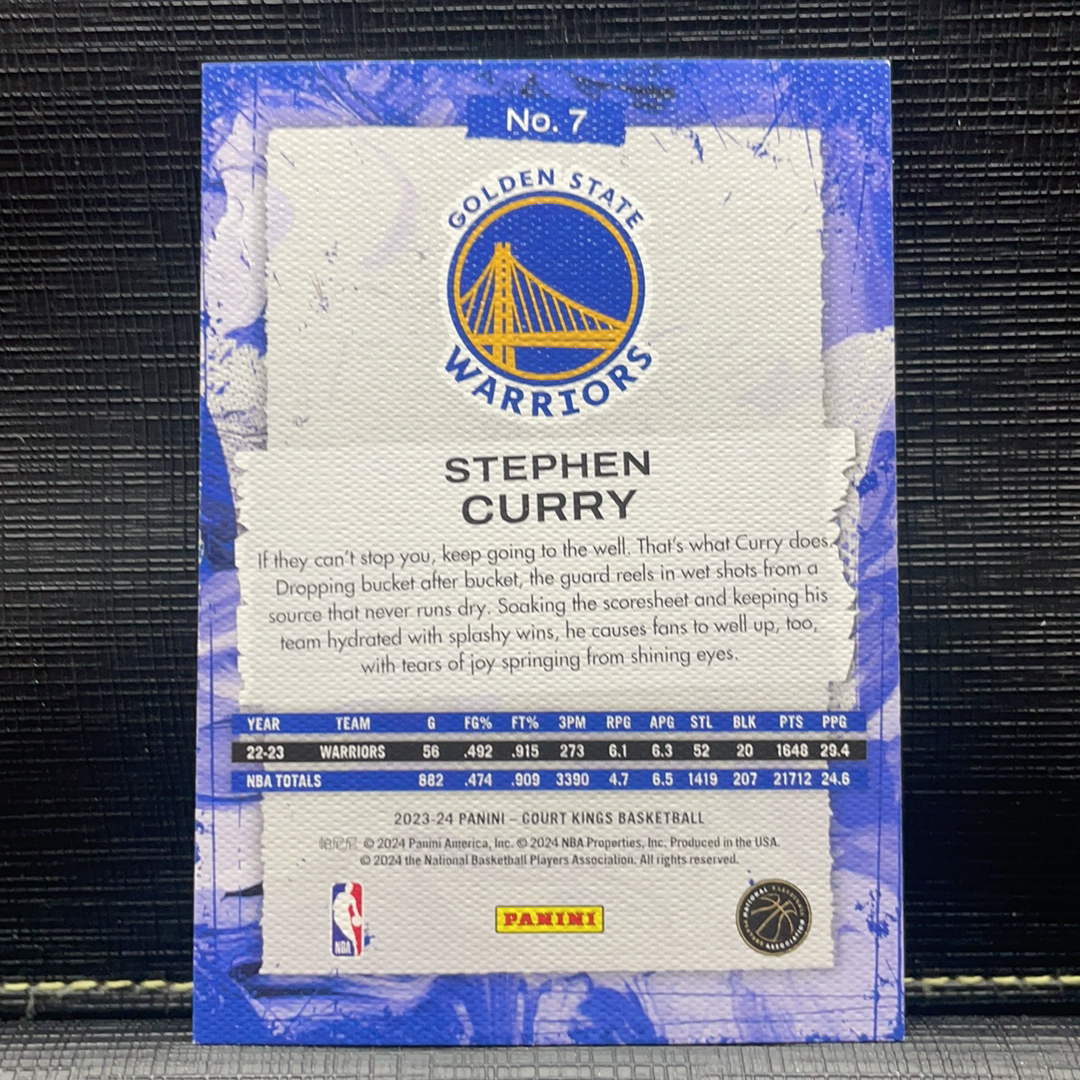 No. 7
GOLDEN STATE
WARRIORS
STEPHEN
CURRY
If they can't stop you, keep going to the well. That's what Curry does.
Dropping bucket after bucket, the guard reels in wet shots from a
source that never runs dry. Soaking the scoresheet and keeping his
team hydrated with splashy wins, he causes fans to well up, too,
with tears of joy springing from shining eyes.
YEAR TEAM G FG% FT% 3PM RPG APG STL BLK PTS PPG
22-23 WARRIORS 56 .492 .915 273 6.1 6.3 52 20 1648 29.4
NBA TOTALS 882 .474 .909 3390 4.7 6.5 1419 207 21712 24.6
2023-24 PANINI – COURT KINGS BASKETBALL
帕尼尼 © 2024 Panini America, Inc. © 2024 NBA Properties, Inc. Produced in the USA.
© 2024 the National Basketball Players Association. All rights reserved.
NBA
PANINI
NATIONAL BASKETBALL
PLAYERS ASSOCIATION